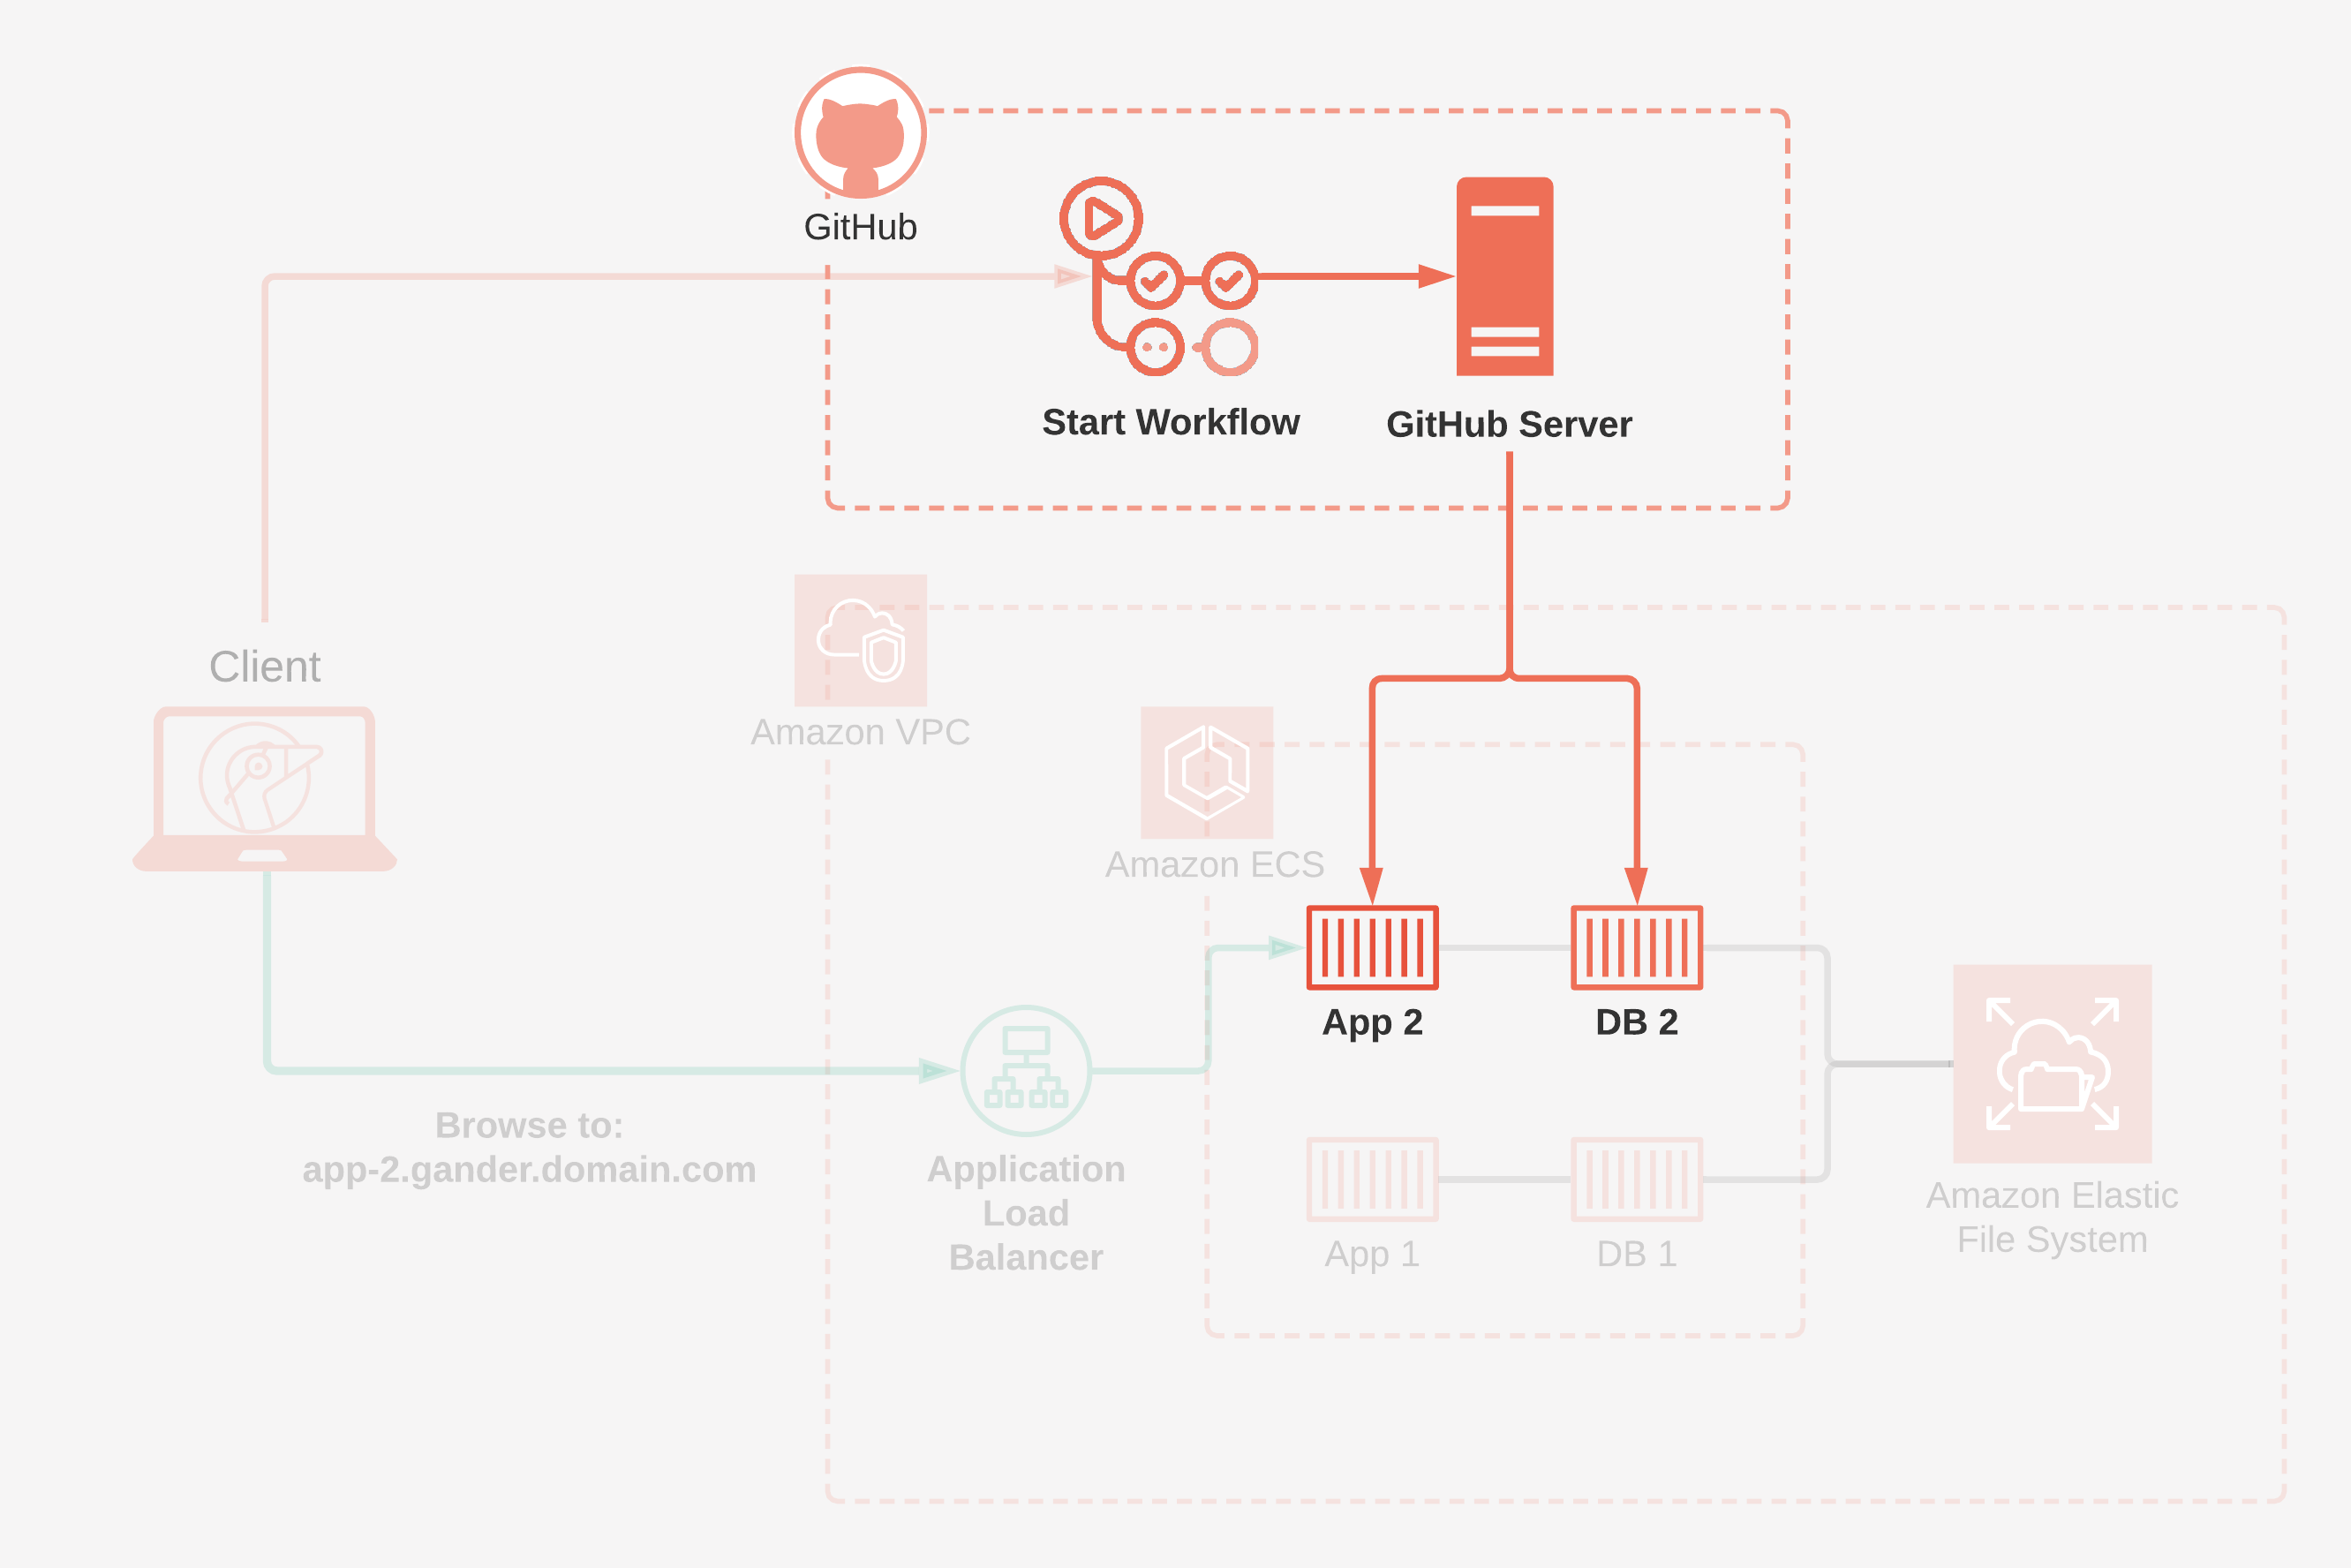 GitHub
Start Workflow
GitHub Server
Client
Amazon VPC
Amazon ECS
App 2
DB 2
Browse to:
app-2.gander.domain.com
Application
Load
Balancer
App 1
DB 1
Amazon Elastic
File System